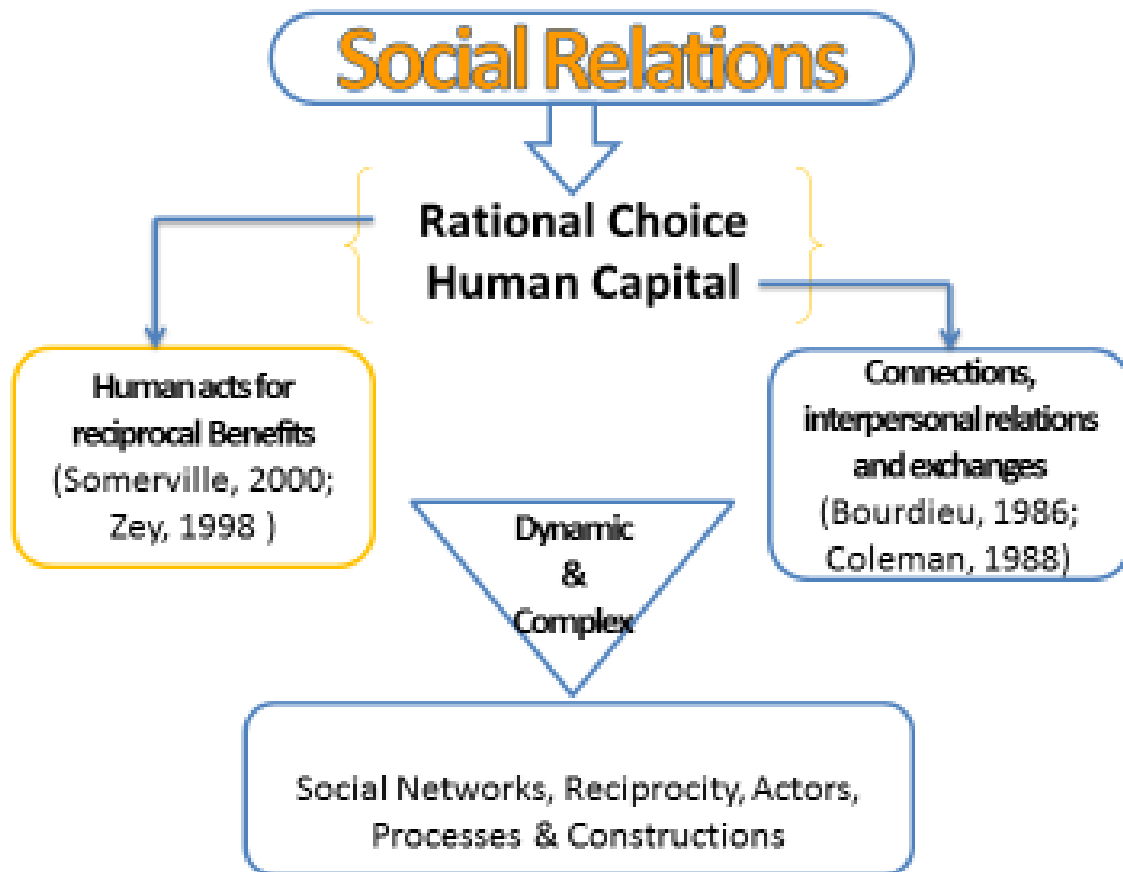 Social Relations
Rational Choice
Human Capital
Human acts for
reciprocal Benefits
(Somerville, 2000;
Zey, 1998 )
Connections,
interpersonal relations
and exchanges
(Bourdieu, 1986;
Coleman, 1988)
Dynamic
&
Complex
Social Networks, Reciprocity, Actors,
Processes & Constructions